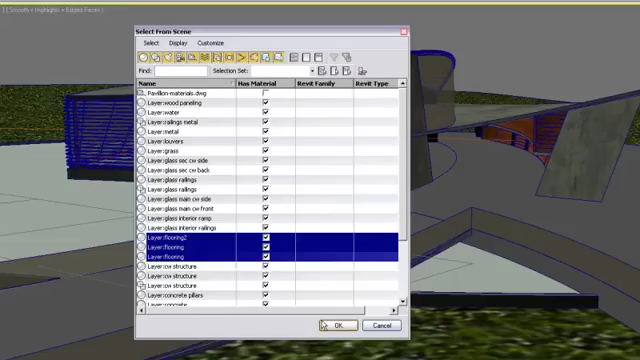 [ ] Smooth + Highlights + Edged Faces ]
Select From Scene
Select Display Customize
Find: Selection Set:
Name Has Material Revit Family Revit Type
Pavilion-materials.dwg
Layer:wood paneling
Layer:water
Layer:railings metal
Layer:metal
Layer:louvers
Layer:grass
Layer:glass sec cw side
Layer:glass sec cw back
Layer:glass railings
Layer:glass railings
Layer:glass main cw side
Layer:glass main cw front
Layer:glass interior ramp
Layer:glass interior railings
Layer:flooring2
Layer:flooring
Layer:flooring
Layer:cw structure
Layer:cw structure
Layer:cw structure
Layer:concrete pillars
Layer:concrete
OK Cancel